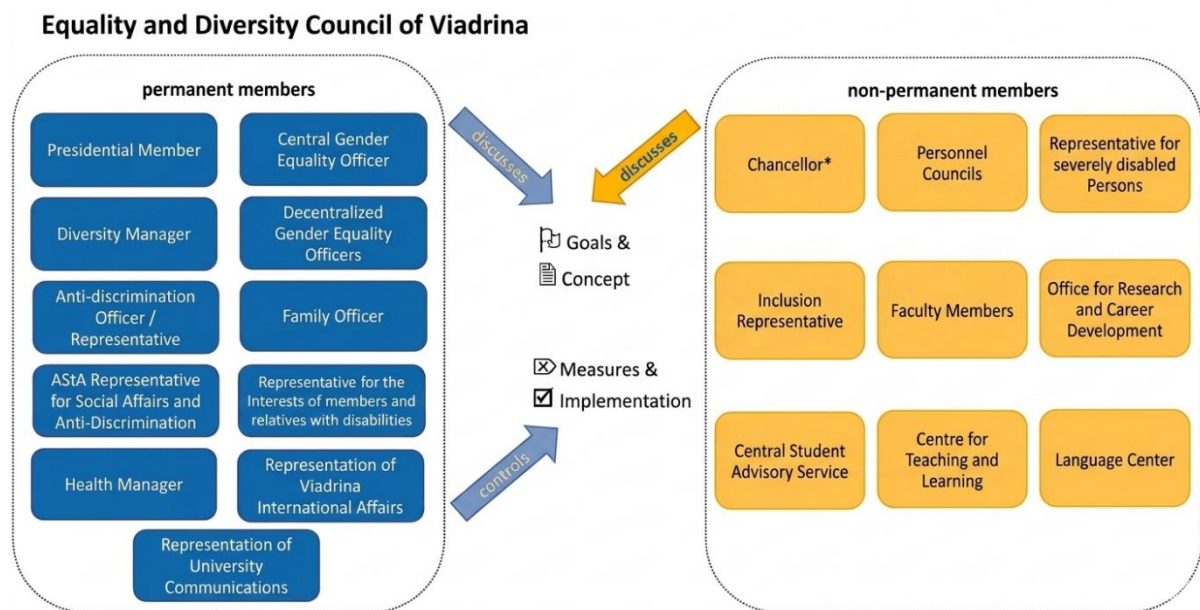 Equality and Diversity Council of Viadrina
permanent members
Presidential Member
Central Gender
Equality Officer
Diversity Manager
Decentralized
Gender Equality
Officers
Anti-discrimination
Officer /
Representative
Family Officer
AStA Representative
for Social Affairs and
Anti-Discrimination
Representative for the
Interests of members and
relatives with disabilities
Health Manager
Representation of
Viadrina
International Affairs
Representation of
University
Communications
discusses
discusses
Goals &
Concept
Measures &
Implementation
controls
non-permanent members
Chancellor*
Personnel
Councils
Representative for
severely disabled
Persons
Inclusion
Representative
Faculty Members
Office for Research
and Career
Development
Central Student
Advisory Service
Centre for
Teaching and
Learning
Language Center